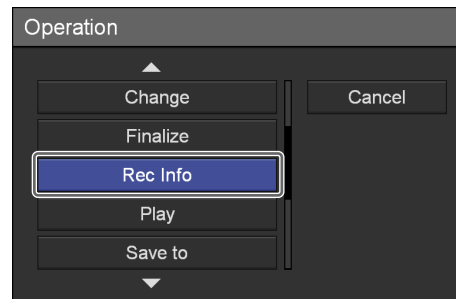 Operation
Change
Cancel
Finalize
Rec Info
Play
Save to